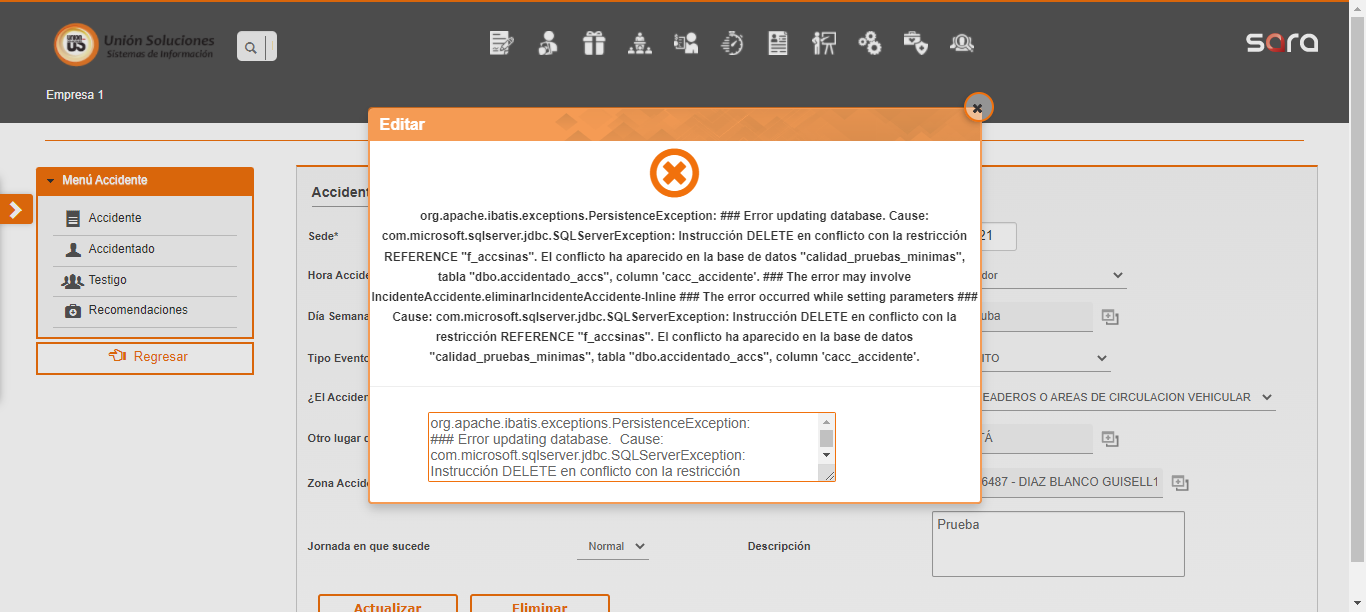 Unión Soluciones
Sistemas de Información
sara
Empresa 1
Editar
Menú Accidente
Accidente
Accidentado
Testigo
Recomendaciones
Regresar
org.apache.ibatis.exceptions.PersistenceException: ### Error updating database. Cause:
com.microsoft.sqlserver.jdbc.SQLServerException: Instrucción DELETE en conflicto con la restricción
REFERENCE "f_accsinas". El conflicto ha aparecido en la base de datos "calidad_pruebas_minimas",
tabla "dbo.accidentado_accs", column 'cacc_accidente'. ### The error may involve
IncidenteAccidente.eliminarIncidenteAccidente-Inline ### The error occurred while setting parameters ###
Cause: com.microsoft.sqlserver.jdbc.SQLServerException: Instrucción DELETE en conflicto con la
restricción REFERENCE "f_accsinas". El conflicto ha aparecido en la base de datos
"calidad_pruebas_minimas", tabla "dbo.accidentado_accs", column 'cacc_accidente'.
org.apache.ibatis.exceptions.PersistenceException:
### Error updating database.  Cause:
com.microsoft.sqlserver.jdbc.SQLServerException:
Instrucción DELETE en conflicto con la restricción
Accident
Sede*
21
Hora Accide
dor
Día Semana
uba
Tipo Evento
ITO
¿El Acciden
EADEROS O AREAS DE CIRCULACION VEHICULAR
Otro lugar d
TÁ
Zona Accide
6487 - DIAZ BLANCO GUISELL1
Jornada en que sucede
Normal
Descripción
Prueba
Actualizar
Eliminar